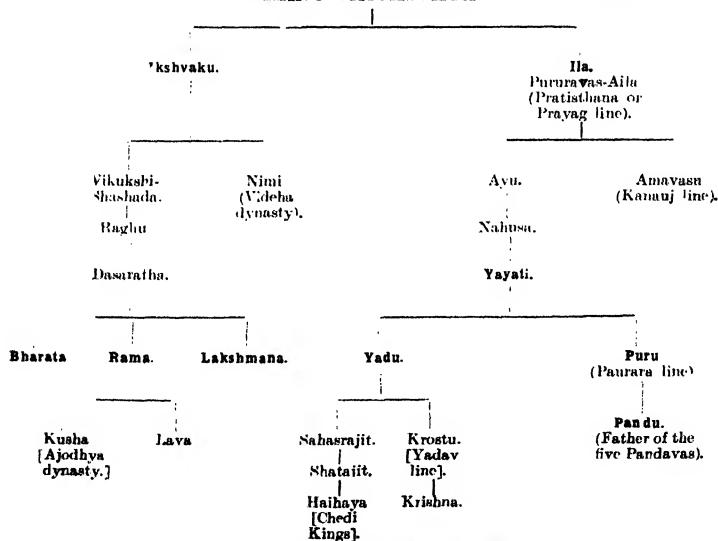 'kshvaku.
Ila.
Pururavas-Aila
(Pratisthana or
Prayag line).
Vikukshi-
Shashada.
Nimi
(Videha
dynasty).
Ayu.
Amavasu
(Kanauj line).
Raghu
Nahusa.
Dasaratha.
Yayati.
Bharata
Rama.
Lakshmana.
Yadu.
Puru
(Paurara line)
Kusha
[Ajodhya
dynasty.]
Lava
Sahasrajit.
Krostu.
[Yadav
line].
Pandu.
(Father of the
five Pandavas).
Shatajit.
Haihaya
[Chedi
Kings].
Krishna.